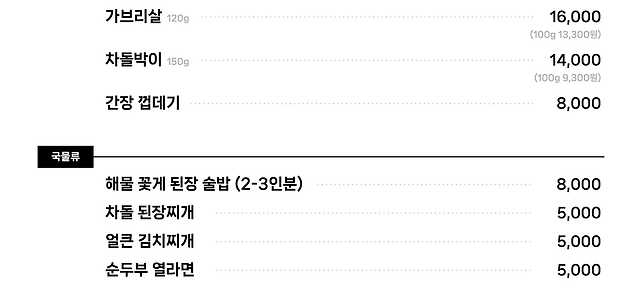 가브리살 120g 16,000
(100g 13,300원)
차돌박이 150g 14,000
(100g 9,300원)
간장 껍데기 8,000
국물류
해물 꽃게 된장 술밥 (2-3인분) 8,000
차돌 된장찌개 5,000
얼큰 김치찌개 5,000
순두부 열라면 5,000